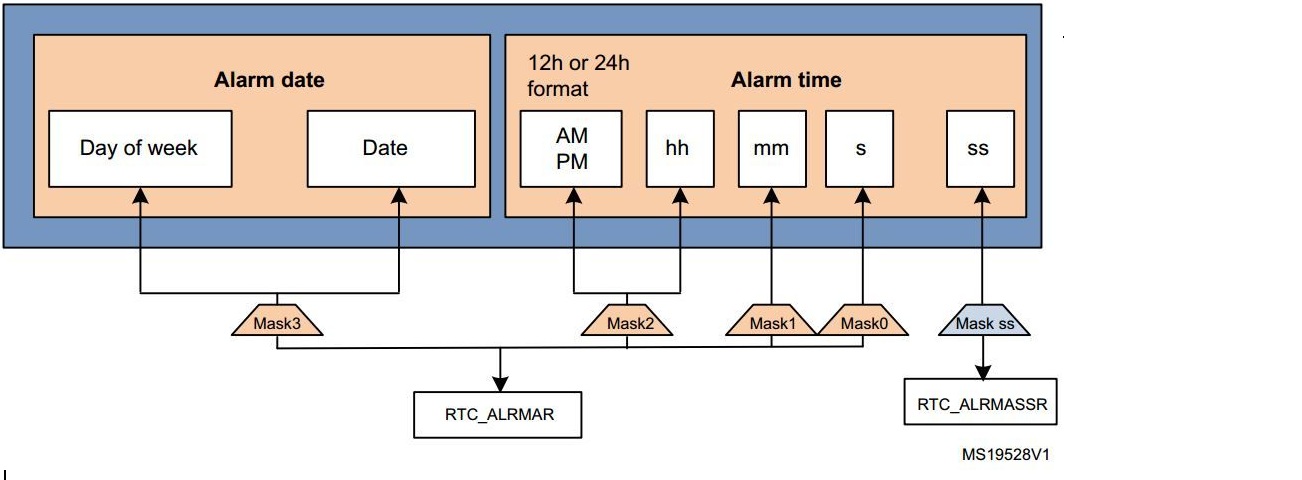 Alarm date
12h or 24h
format
Alarm time
Day of week
Date
AM
PM
hh
mm
s
ss
Mask3
Mask2
Mask1
Mask0
Mask ss
RTC_ALRMAR
RTC_ALRMASSR
MS19528V1